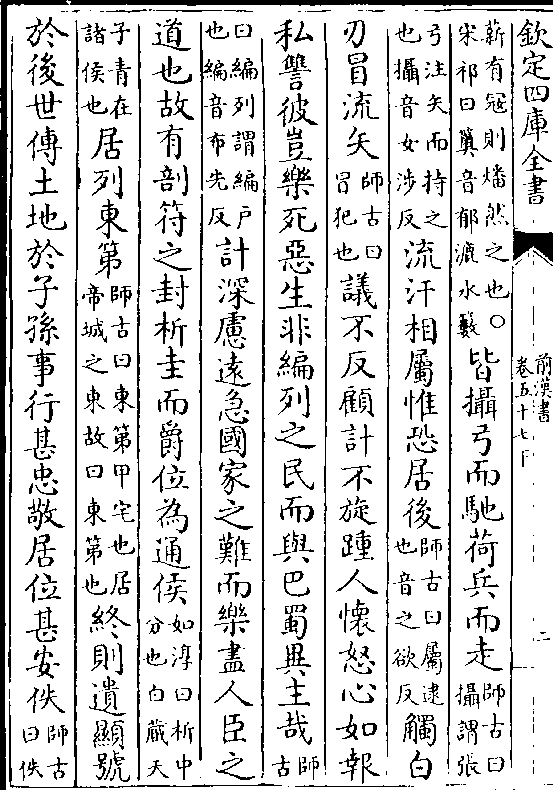 欽定四庫全書
前漢書
卷五十七下
二
薪有冠則燔然之也〇宋祁曰音郁漉水籔皆攝弓而馳荷兵而走師古曰攝謂張
弓注矢而持之也攝音女涉反流汗相屬惟恐居後師古曰屬逮也音之欲反觸白
刃冒流矢師古曰冒犯也議不反顧計不旋踵人懷怒心如報
私讐彼豈樂死惡生非編列之民而與巴蜀異主哉師古
曰編列謂編戶也編音布先反計深慮遠急國家之難而樂盡人臣之
道也故有剖符之封析圭而爵位為通侯如淳曰析中分也白藏天
子青在諸侯也居列東第師古曰東第甲宅也居帝城之東故曰東第也終則遺顯號
於後世傳土地於子孫事行甚忠敬居位甚安佚師古曰佚